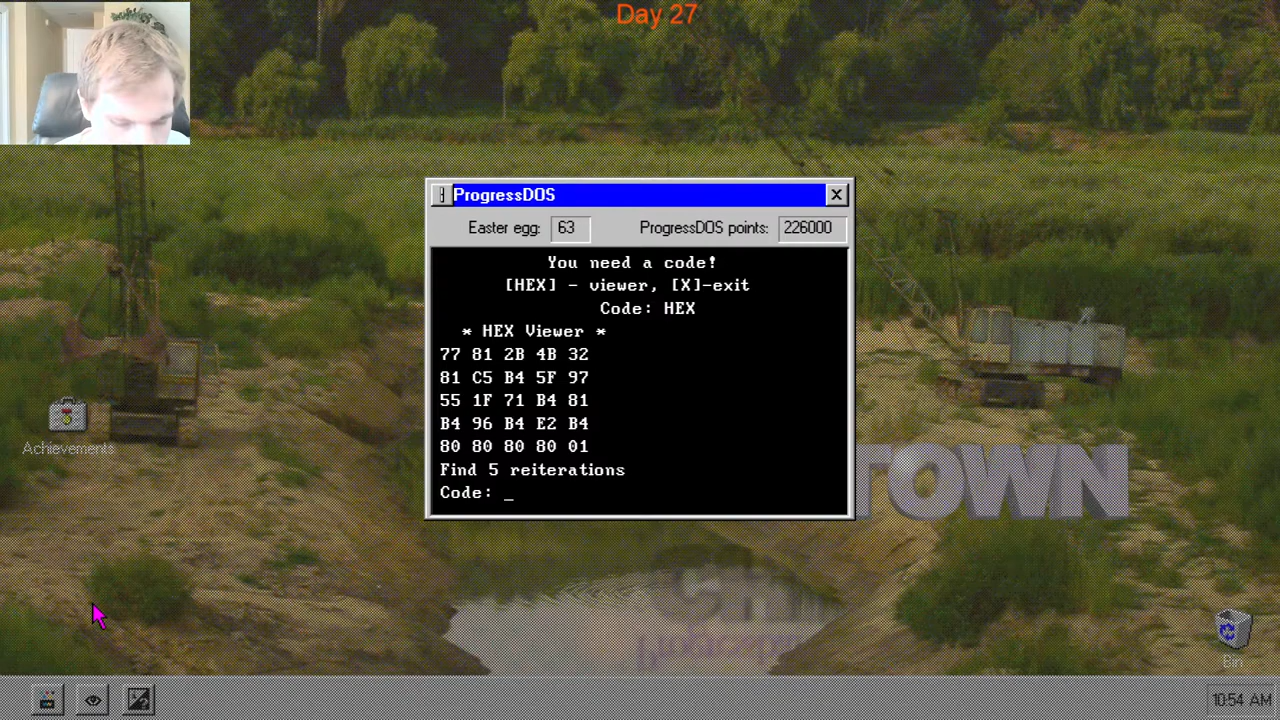 Day 27
ProgressDOS
Easter egg: 63 ProgressDOS points: 226000
You need a code!
[HEX] - viewer, [X]-exit
Code: HEX
* HEX Viewer *
77 81 2B 4B 32
81 C5 B4 5F 97
55 1F 71 B4 81
B4 96 B4 E2 B4
80 80 80 80 01
Find 5 reiterations
Code: _
Achievements
TOWN
Bin
10:54 AM